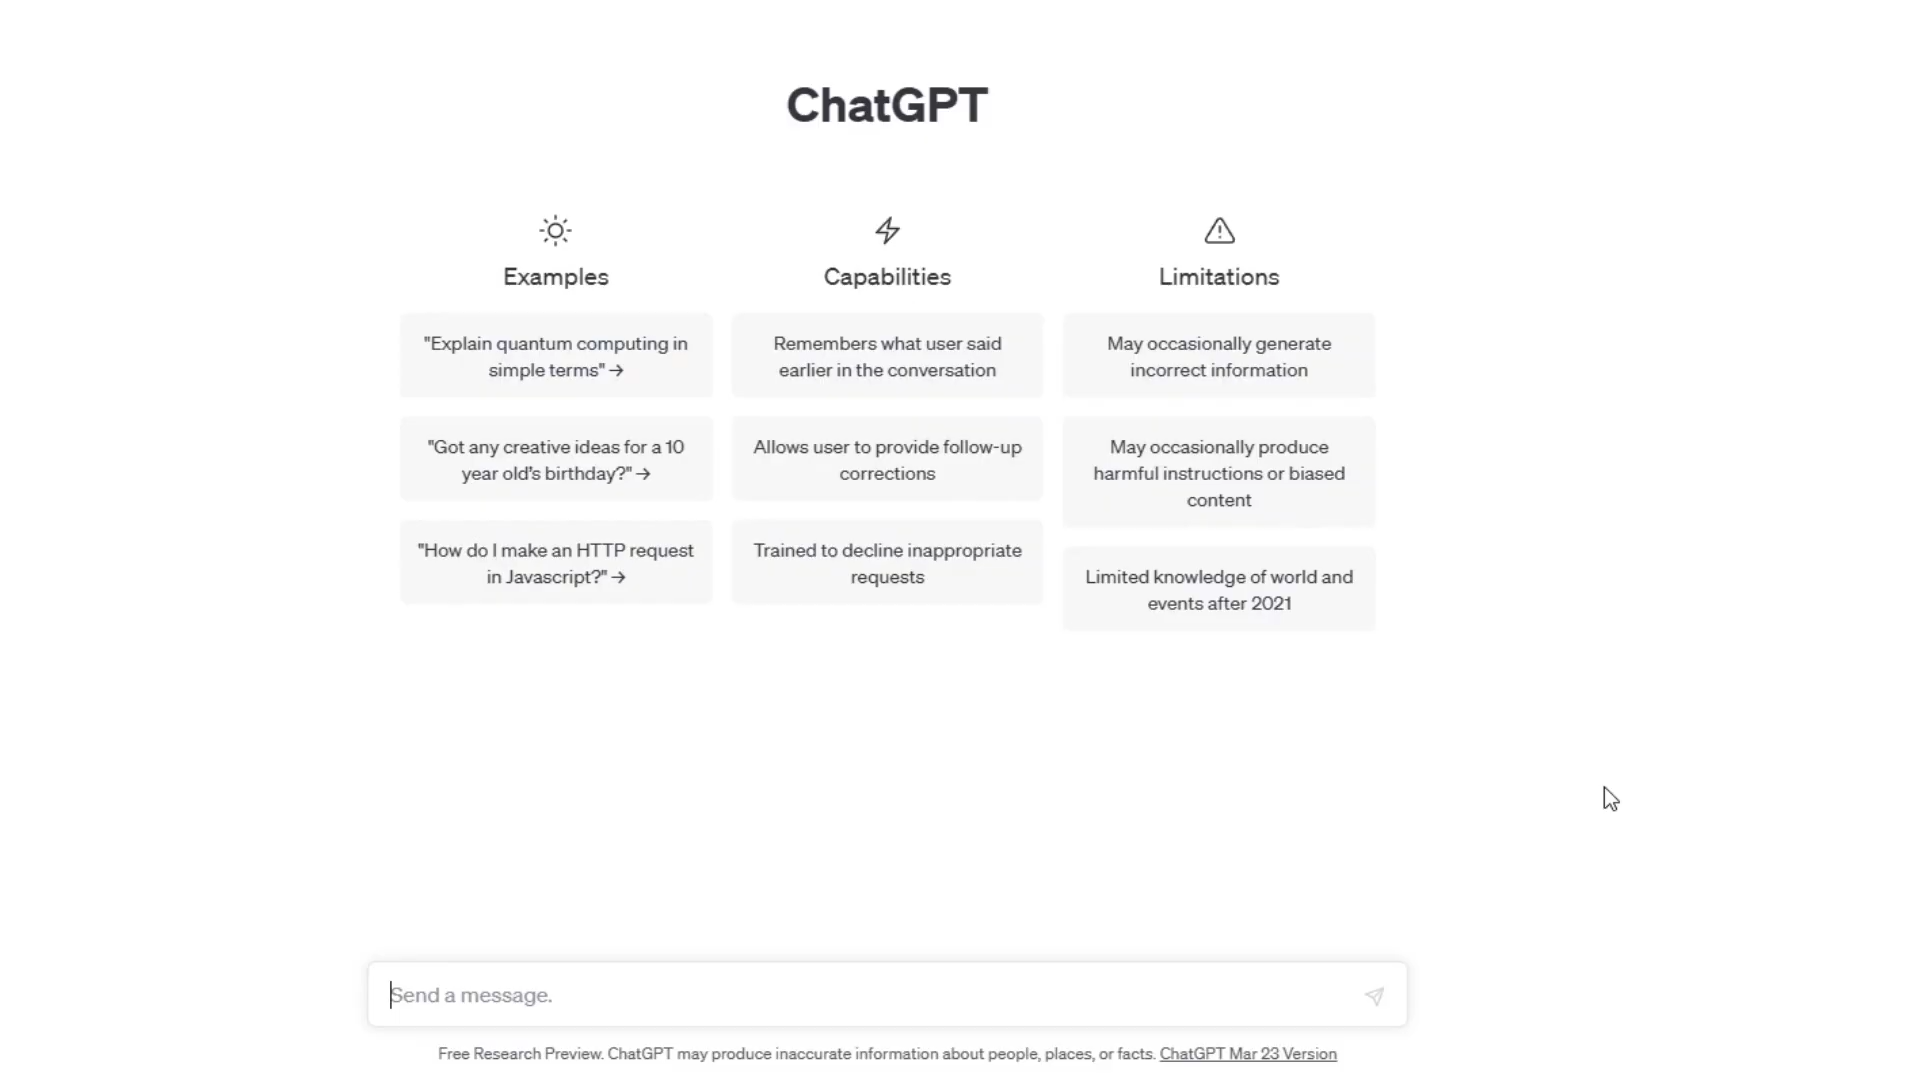 ChatGPT
Examples
"Explain quantum computing in
simple terms" →
"Got any creative ideas for a 10
year old's birthday?" →
"How do I make an HTTP request
in Javascript?" →
Capabilities
Remembers what user said
earlier in the conversation
Allows user to provide follow-up
corrections
Trained to decline inappropriate
requests
Limitations
May occasionally generate
incorrect information
May occasionally produce
harmful instructions or biased
content
Limited knowledge of world and
events after 2021
Send a message.
Free Research Preview. ChatGPT may produce inaccurate information about people, places, or facts. ChatGPT Mar 23 Version